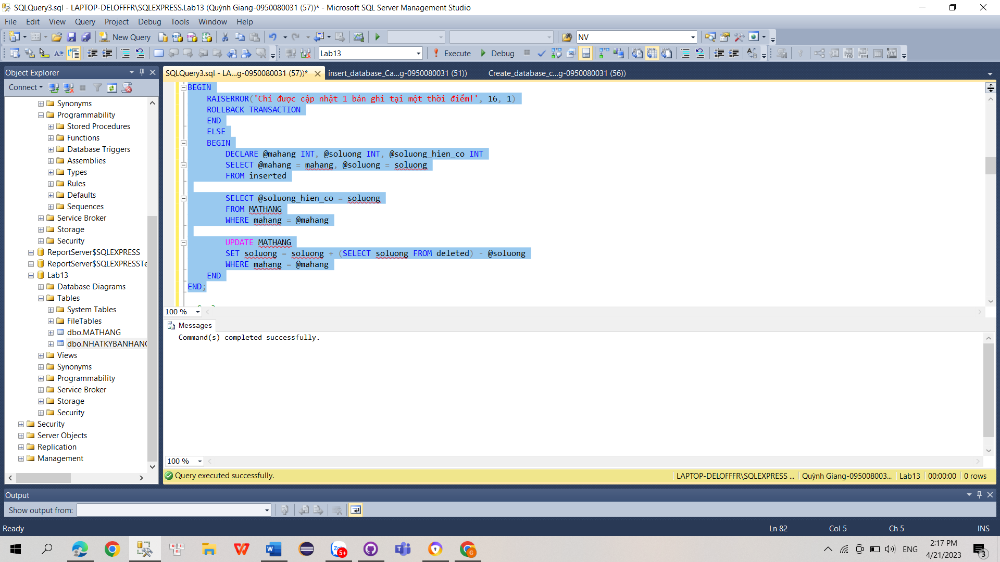 SQLQuery3.sql - LAPTOP-DELOFFFR\SQLEXPRESS.Lab13 (Quỳnh Giang-0950080031 (57))* - Microsoft SQL Server Management Studio
File Edit View Query Project Debug Tools Window Help
New Query NV
Lab13 Execute Debug
Object Explorer
Connect
Synonyms
Programmability
Stored Procedures
Functions
Database Triggers
Assemblies
Types
Rules
Defaults
Sequences
Service Broker
Storage
Security
ReportServer$SQLEXPRESS
ReportServer$SQLEXPRESSTe
Lab13
Database Diagrams
Tables
System Tables
FileTables
dbo.MATHANG
dbo.NHATKYBANHANG
Views
Synonyms
Programmability
Service Broker
Storage
Security
Security
Server Objects
Replication
Management
SQLQuery3.sql - LA...g-0950080031 (57))* insert_database_Ca...g-0950080031 (51)) Create_database_c...g-0950080031 (56))
BEGIN
RAISERROR('Chỉ được cập nhật 1 bản ghi tại một thời điểm!', 16, 1)
ROLLBACK TRANSACTION
END
ELSE
BEGIN
DECLARE @mahang INT, @soluong INT, @soluong_hien_co INT
SELECT @mahang = mahang, @soluong = soluong
FROM inserted
SELECT @soluong_hien_co = soluong
FROM MATHANG
WHERE mahang = @mahang
UPDATE MATHANG
SET soluong = soluong + (SELECT soluong FROM deleted) - @soluong
WHERE mahang = @mahang
END
END;
100 %
Messages
Command(s) completed successfully.
100 %
Query executed successfully. LAPTOP-DELOFFFR\SQLEXPRESS ... Quỳnh Giang-095008003... Lab13 00:00:00 0 rows
Output
Show output from:
Ready Ln 82 Col 5 Ch 5 INS
5+ G ENG 2:17 PM
4/21/2023 3